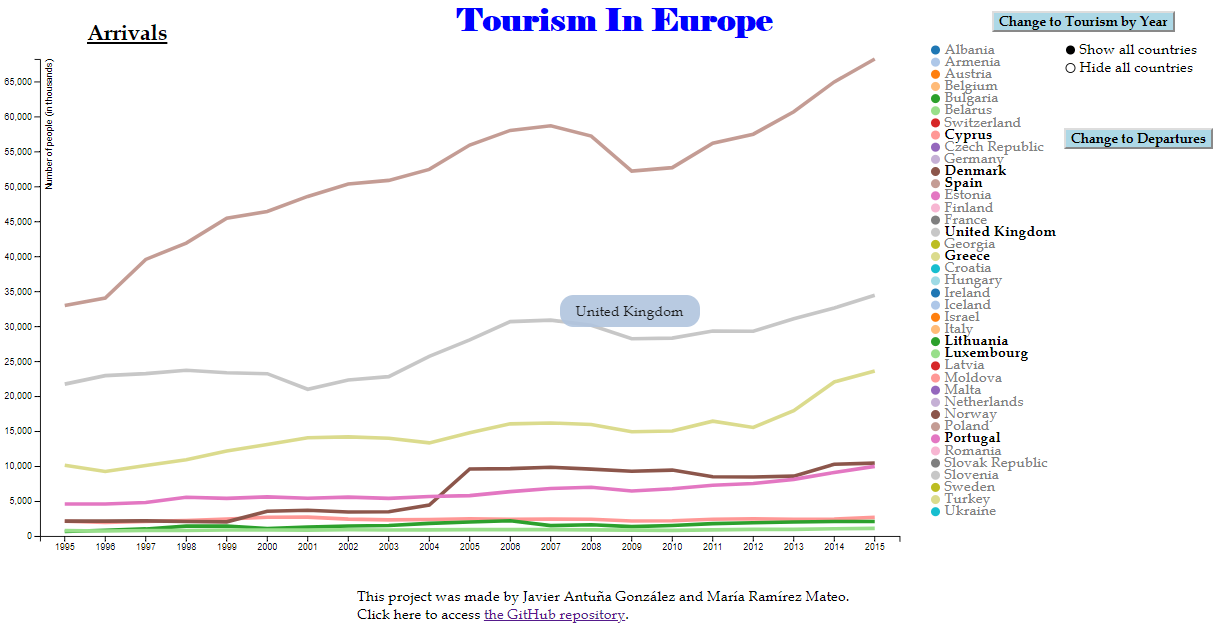 Tourism In Europe
Arrivals
Change to Tourism by Year
Number of people (in thousands)
65,000
60,000
55,000
50,000
45,000
40,000
35,000
30,000
25,000
20,000
15,000
10,000
5,000
0
1995 1996 1997 1998 1999 2000 2001 2002 2003 2004 2005 2006 2007 2008 2009 2010 2011 2012 2013 2014 2015
United Kingdom
Albania
Armenia
Austria
Belgium
Bulgaria
Belarus
Switzerland
Cyprus
Czech Republic
Germany
Denmark
Spain
Estonia
Finland
France
United Kingdom
Georgia
Greece
Croatia
Hungary
Ireland
Iceland
Israel
Italy
Lithuania
Luxembourg
Latvia
Moldova
Malta
Netherlands
Norway
Poland
Portugal
Romania
Slovak Republic
Slovenia
Sweden
Turkey
Ukraine
Show all countries
Hide all countries
Change to Departures
This project was made by Javier Antuña González and María Ramírez Mateo.
Click here to access the GitHub repository.